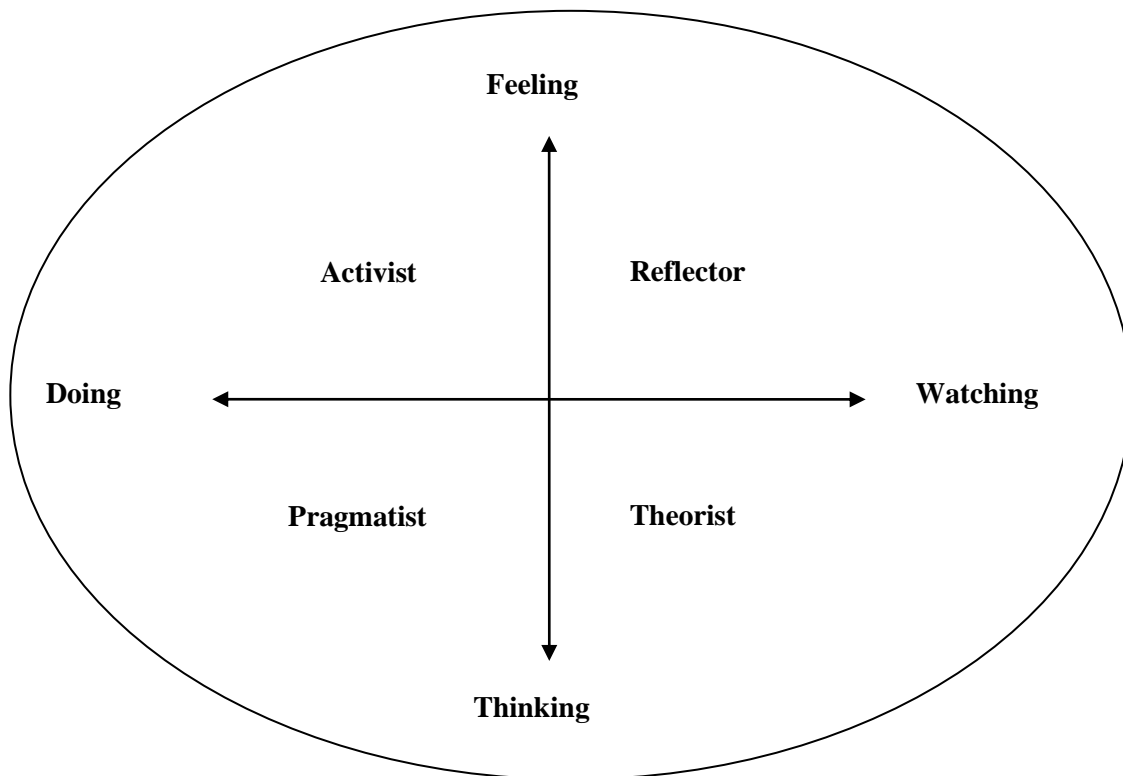 Feeling
Activist Reflector
Doing Watching
Pragmatist Theorist
Thinking